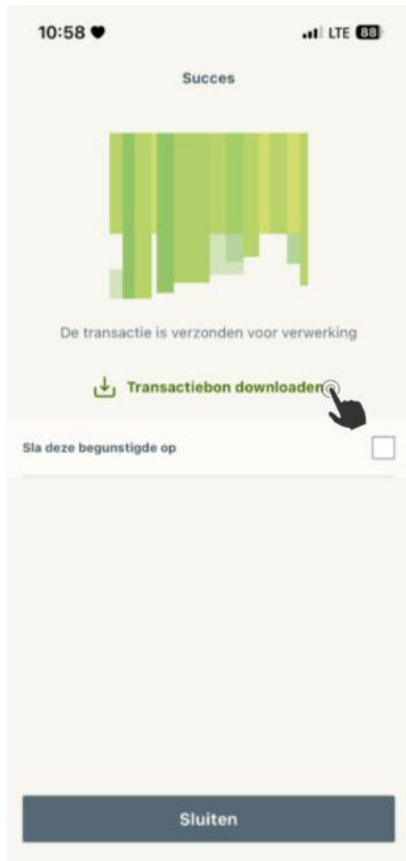 10:58
LTE 88
Succes
De transactie is verzonden voor verwerking
Transactiebon downloaden
Sla deze begunstigde op
Sluiten